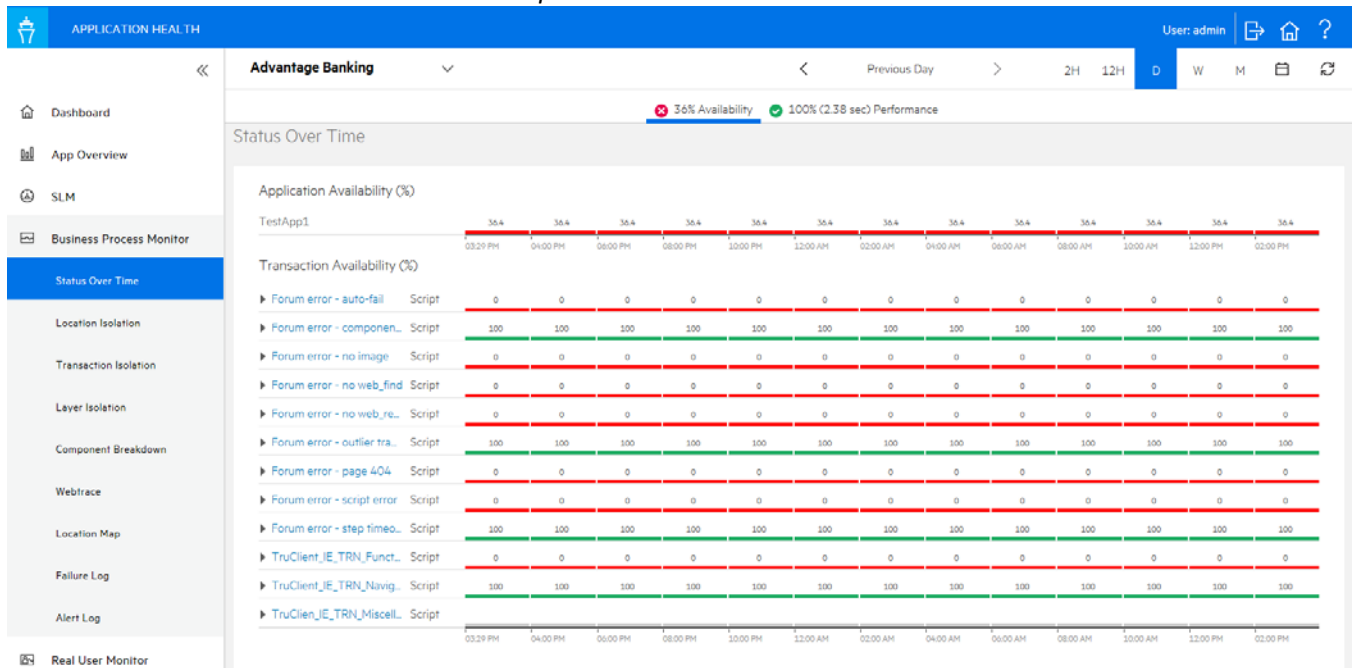 APPLICATION HEALTH User: admin ?
Advantage Banking Previous Day 2H 12H D W M
Dashboard
36% Availability 100% (2.38 sec) Performance
Status Over Time
App Overview
SLM
Business Process Monitor
Status Over Time
Location Isolation
Transaction Isolation
Layer Isolation
Component Breakdown
Webtrace
Location Map
Failure Log
Alert Log
Real User Monitor
Application Availability (%)
TestApp1 36.4 36.4 36.4 36.4 36.4 36.4 36.4 36.4 36.4 36.4 36.4 36.4 36.4
03:29 PM 04:00 PM 06:00 PM 08:00 PM 10:00 PM 12:00 AM 02:00 AM 04:00 AM 06:00 AM 08:00 AM 10:00 AM 12:00 PM 02:00 PM
Transaction Availability (%)
Forum error - auto-fail Script 0 0 0 0 0 0 0 0 0 0 0 0 0
Forum error - componen... Script 100 100 100 100 100 100 100 100 100 100 100 100 100
Forum error - no image Script 0 0 0 0 0 0 0 0 0 0 0 0 0
Forum error - no web_find Script 0 0 0 0 0 0 0 0 0 0 0 0 0
Forum error - no web_re... Script 0 0 0 0 0 0 0 0 0 0 0 0 0
Forum error - outlier tra... Script 100 100 100 100 100 100 100 100 100 100 100 100 100
Forum error - page 404 Script 0 0 0 0 0 0 0 0 0 0 0 0 0
Forum error - script error Script 0 0 0 0 0 0 0 0 0 0 0 0 0
Forum error - step timeo... Script 100 100 100 100 100 100 100 100 100 100 100 100 100
TruClient_IE_TRN_Funct... Script 0 0 0 0 0 0 0 0 0 0 0 0 0
TruClient_IE_TRN_Navig... Script 100 100 100 100 100 100 100 100 100 100 100 100 100
TruClien_IE_TRN_Miscell... Script
03:29 PM 04:00 PM 06:00 PM 08:00 PM 10:00 PM 12:00 AM 02:00 AM 04:00 AM 06:00 AM 08:00 AM 10:00 AM 12:00 PM 02:00 PM